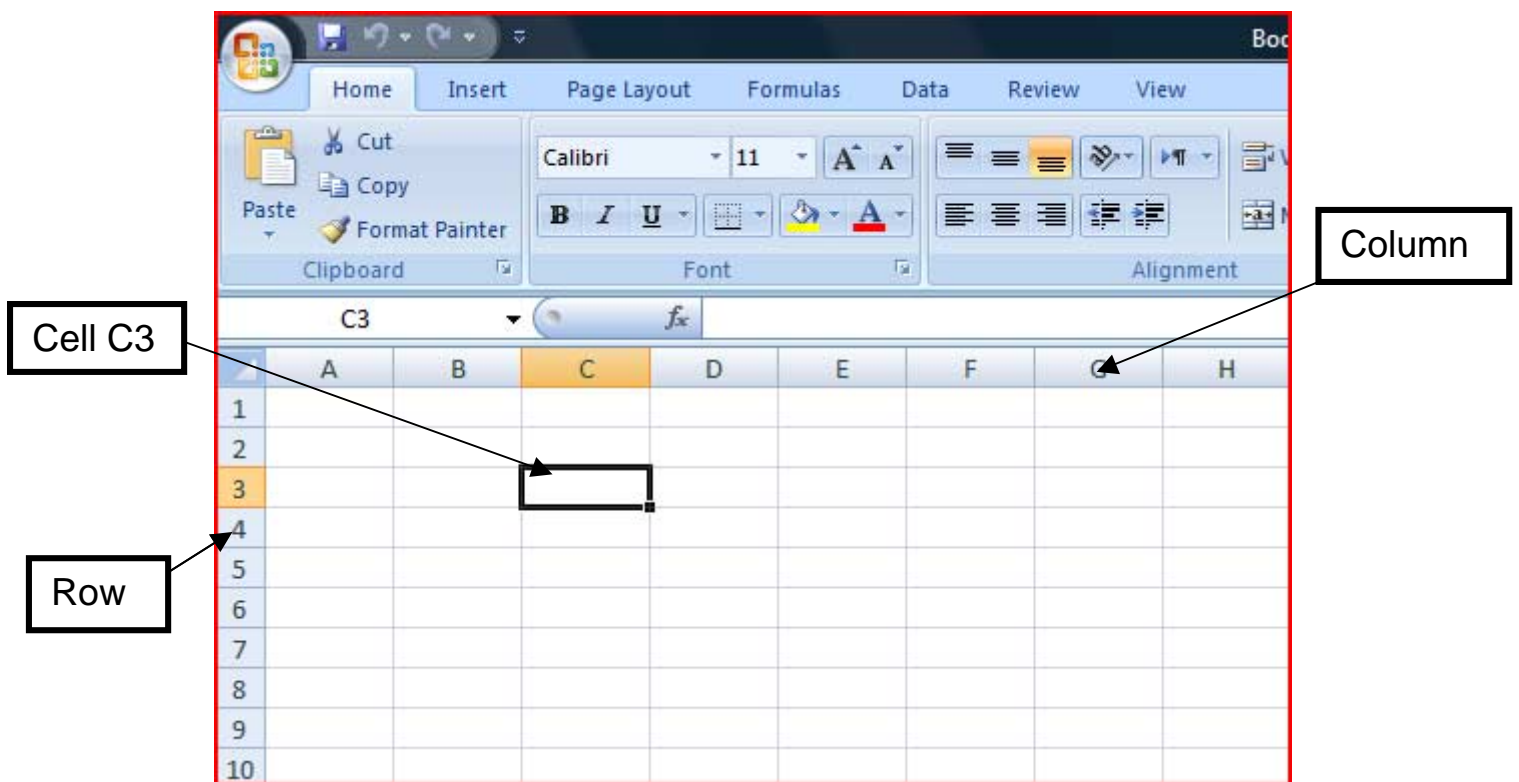 Boo
Home Insert Page Layout Formulas Data Review View
Cut
Calibri 11 A A
Copy
Paste
B I U A
Format Painter
Clipboard Font Alignment
Column
C3 fx
Cell C3
A B C D E F G H
1
2
3
4
5
Row
6
7
8
9
10